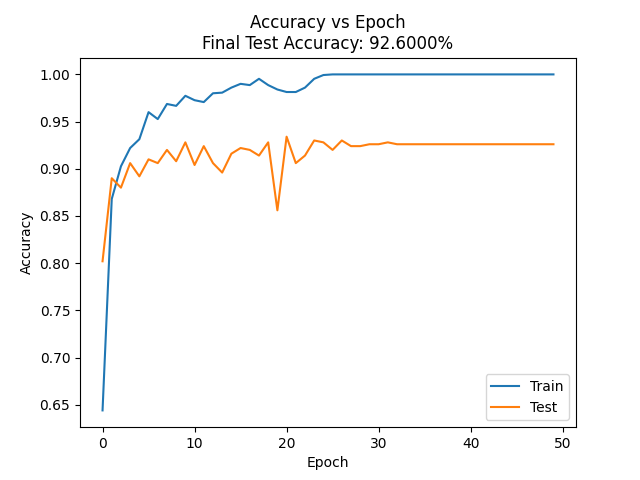 Accuracy vs Epoch
Final Test Accuracy: 92.6000%
1.00
0.95
0.90
0.85
0.80
0.75
0.70
0.65
Accuracy
0 10 20 30 40 50
Epoch
Train
Test